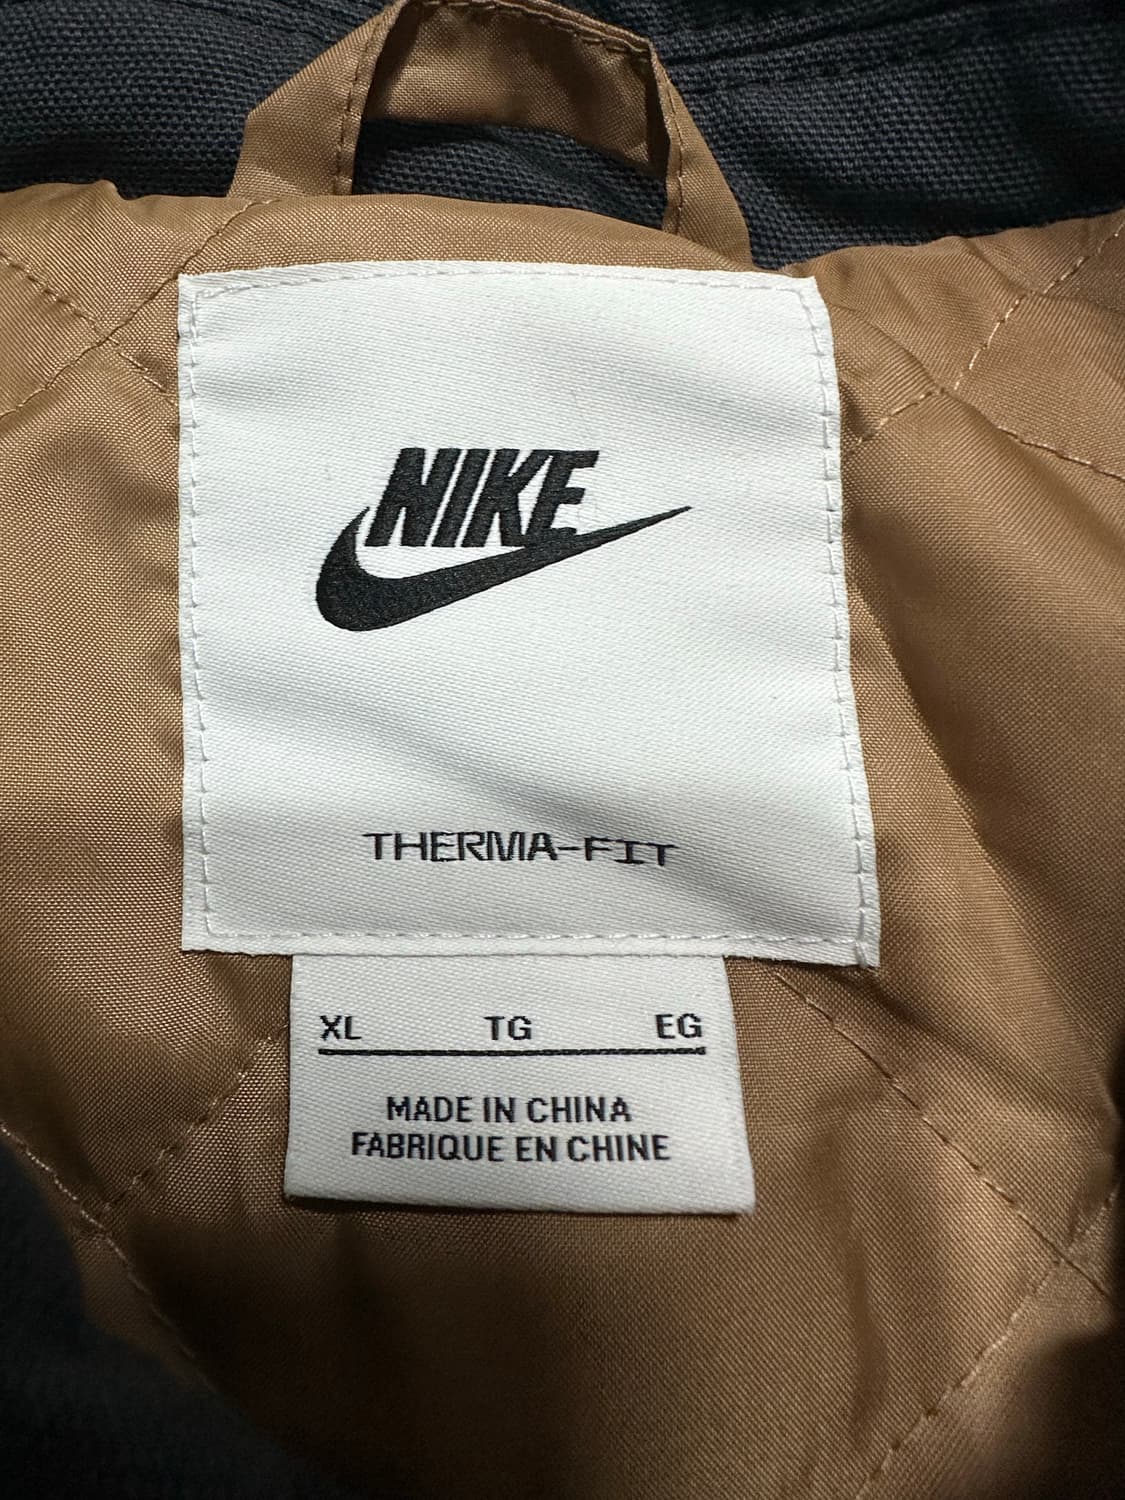 NIKE
THERMA-FIT
XL TG EG
MADE IN CHINA
FABRIQUE EN CHINE